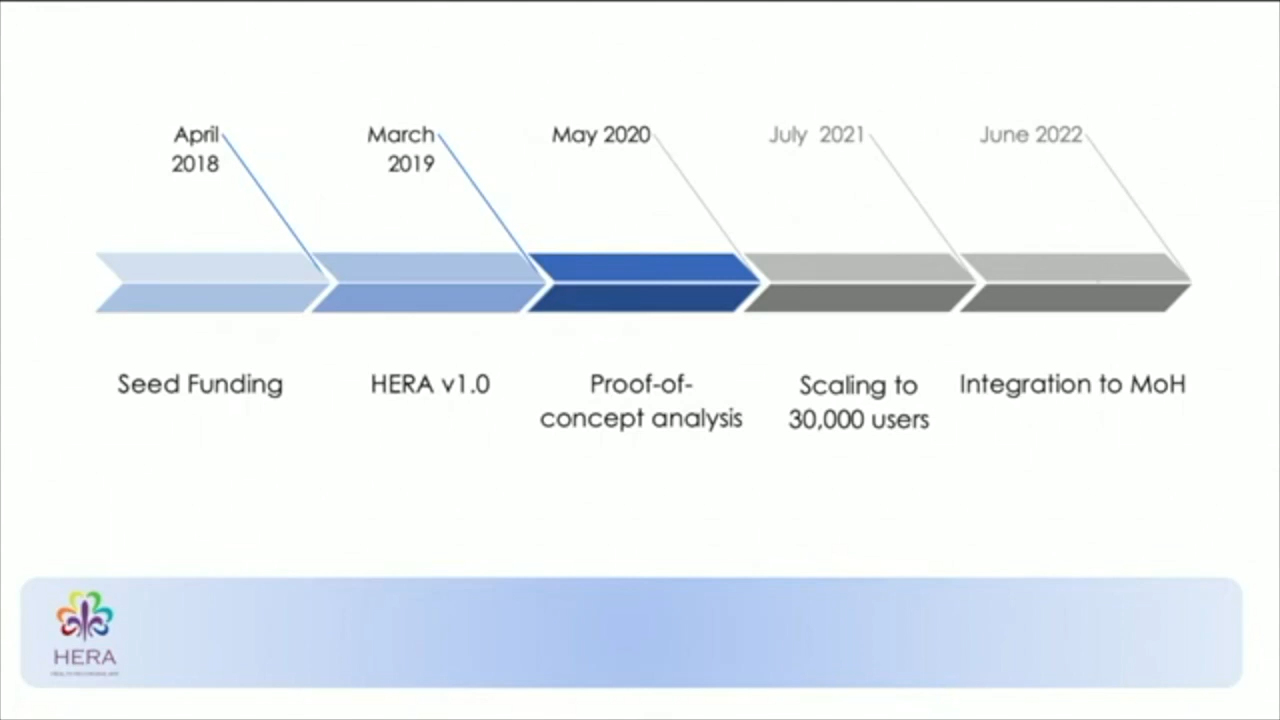 April
2018
March
2019
May 2020
July 2021
June 2022
Seed Funding
HERA v1.0
Proof-of-
concept analysis
Scaling to
30,000 users
Integration to MoH
HERA